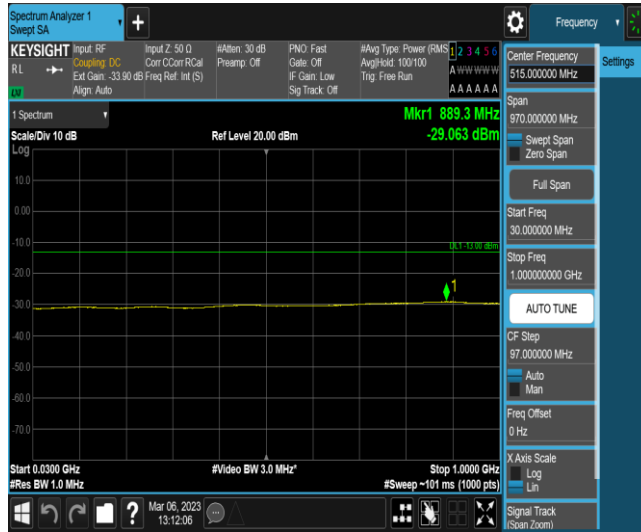 Spectrum Analyzer 1
Swept SA
Frequency
KEYSIGHT
RL
LXI
Input: RF
Coupling: DC
Ext Gain: -33.90 dB
Align: Auto
Input Z: 50 Ω
Corr CCorr RCal
Freq Ref: Int (S)
#Atten: 30 dB
Preamp: Off
PNO: Fast
Gate: Off
IF Gain: Low
Sig Track: Off
#Avg Type: Power (RMS
Avg|Hold: 100/100
Trig: Free Run
1 2 3 4 5 6
A W W W W W
A A A A A A
Center Frequency
515.000000 MHz
Settings
Span
970.000000 MHz
Swept Span
Zero Span
Full Span
Start Freq
30.000000 MHz
Stop Freq
1.000000000 GHz
AUTO TUNE
CF Step
97.000000 MHz
Auto
Man
Freq Offset
0 Hz
X Axis Scale
Log
Lin
Signal Track
(Span Zoom)
1 Spectrum
Scale/Div 10 dB
Ref Level 20.00 dBm
Mkr1 889.3 MHz
-29.063 dBm
Log
10.0
0.00
-10.0
DL1 -13.00 dBm
-20.0
1
-30.0
-40.0
-50.0
-60.0
-70.0
Start 0.0300 GHz
#Video BW 3.0 MHz*
Stop 1.0000 GHz
#Res BW 1.0 MHz
#Sweep ~101 ms (1000 pts)
?
Mar 06, 2023
13:12:06